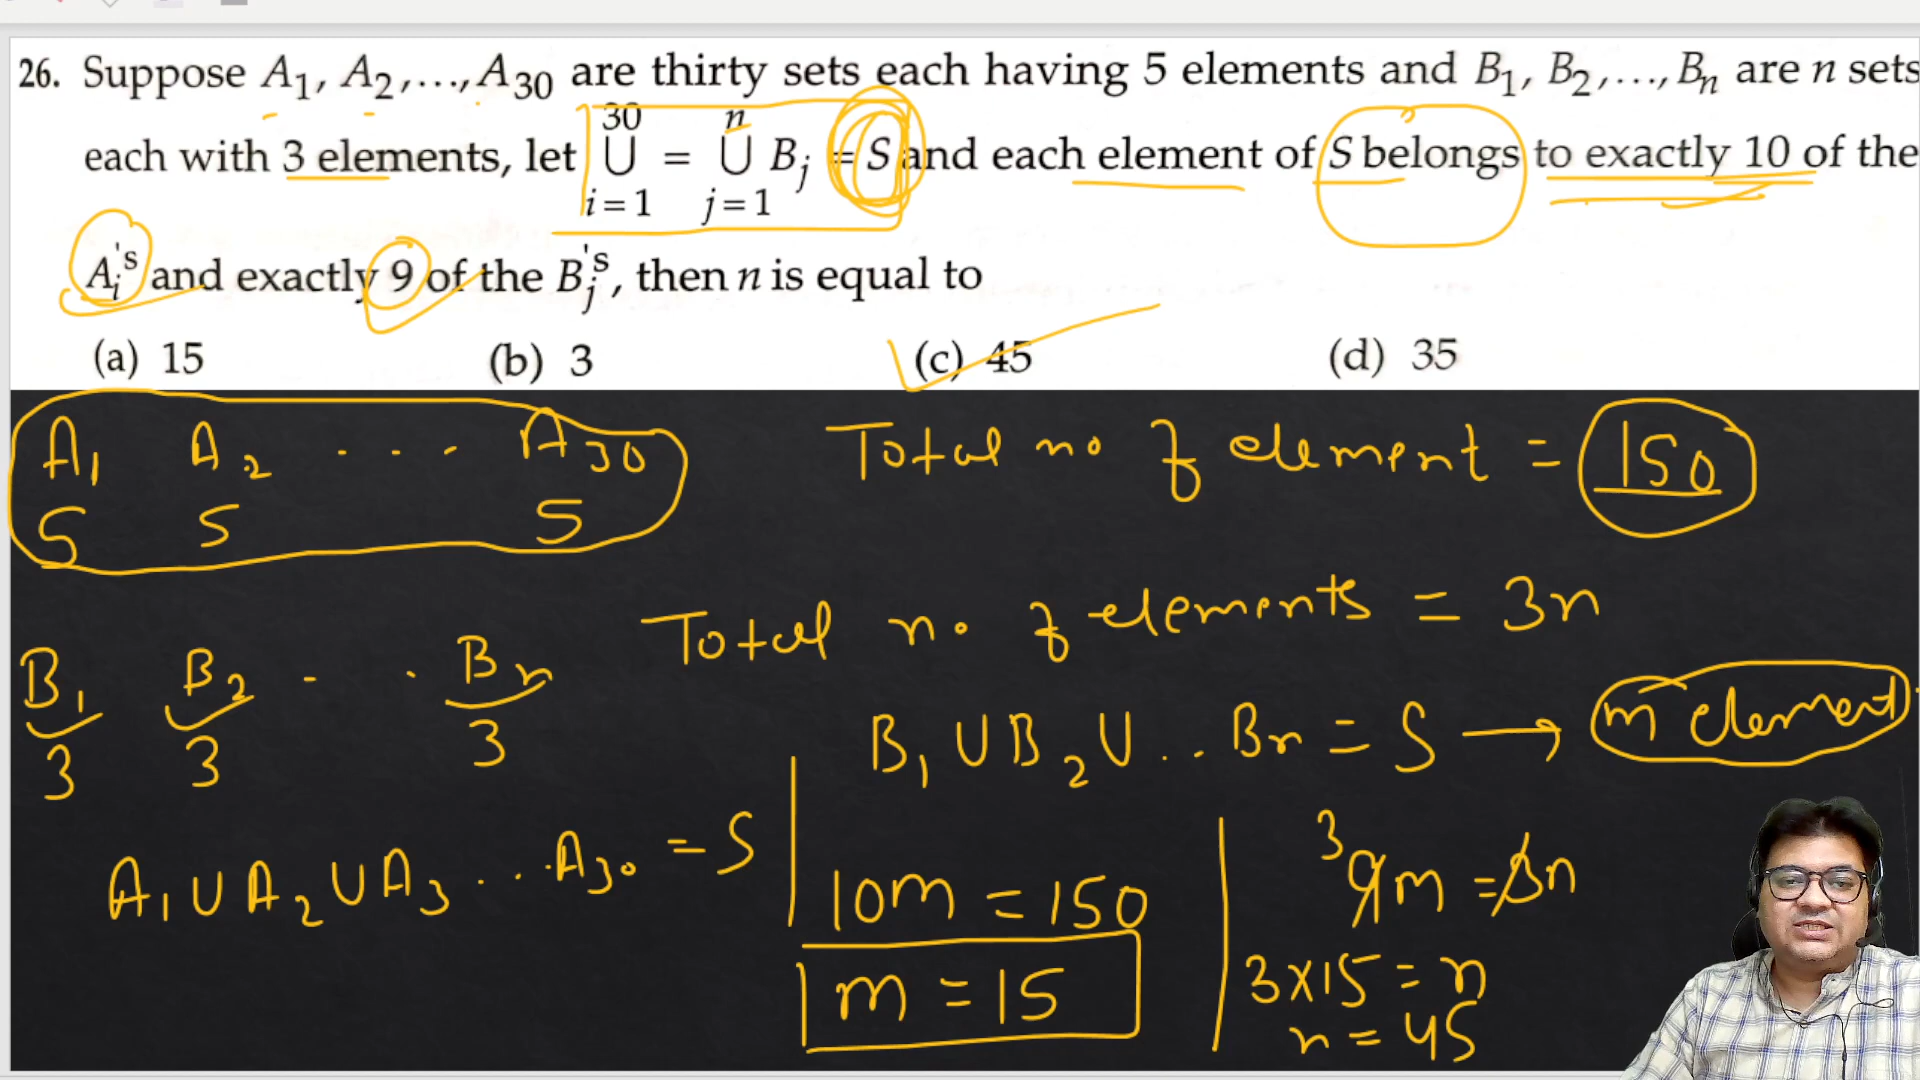 26. Suppose A1, A2,..., A30 are thirty sets each having 5 elements and B1, B2,..., Bn are n sets
each with 3 elements, let 30 ∪ i=1 = n ∪ j=1 Bj = S and each element of S belongs to exactly 10 of the
Ai's and exactly 9 of the Bj's, then n is equal to
(a) 15 (b) 3 (c) 45 (d) 35
A1 A2 . . . A30 Total no of element = 150
5 5 5
Total no. of elements = 3n
B1 B2 - . Bn
3 3 3
B1 ∪ B2 ∪ . . Bn = S → m element
A1 ∪ A2 ∪ A3 . . . A30 = S
10m = 150
m = 15
3
9m = 3n
3×15 = n
n = 45